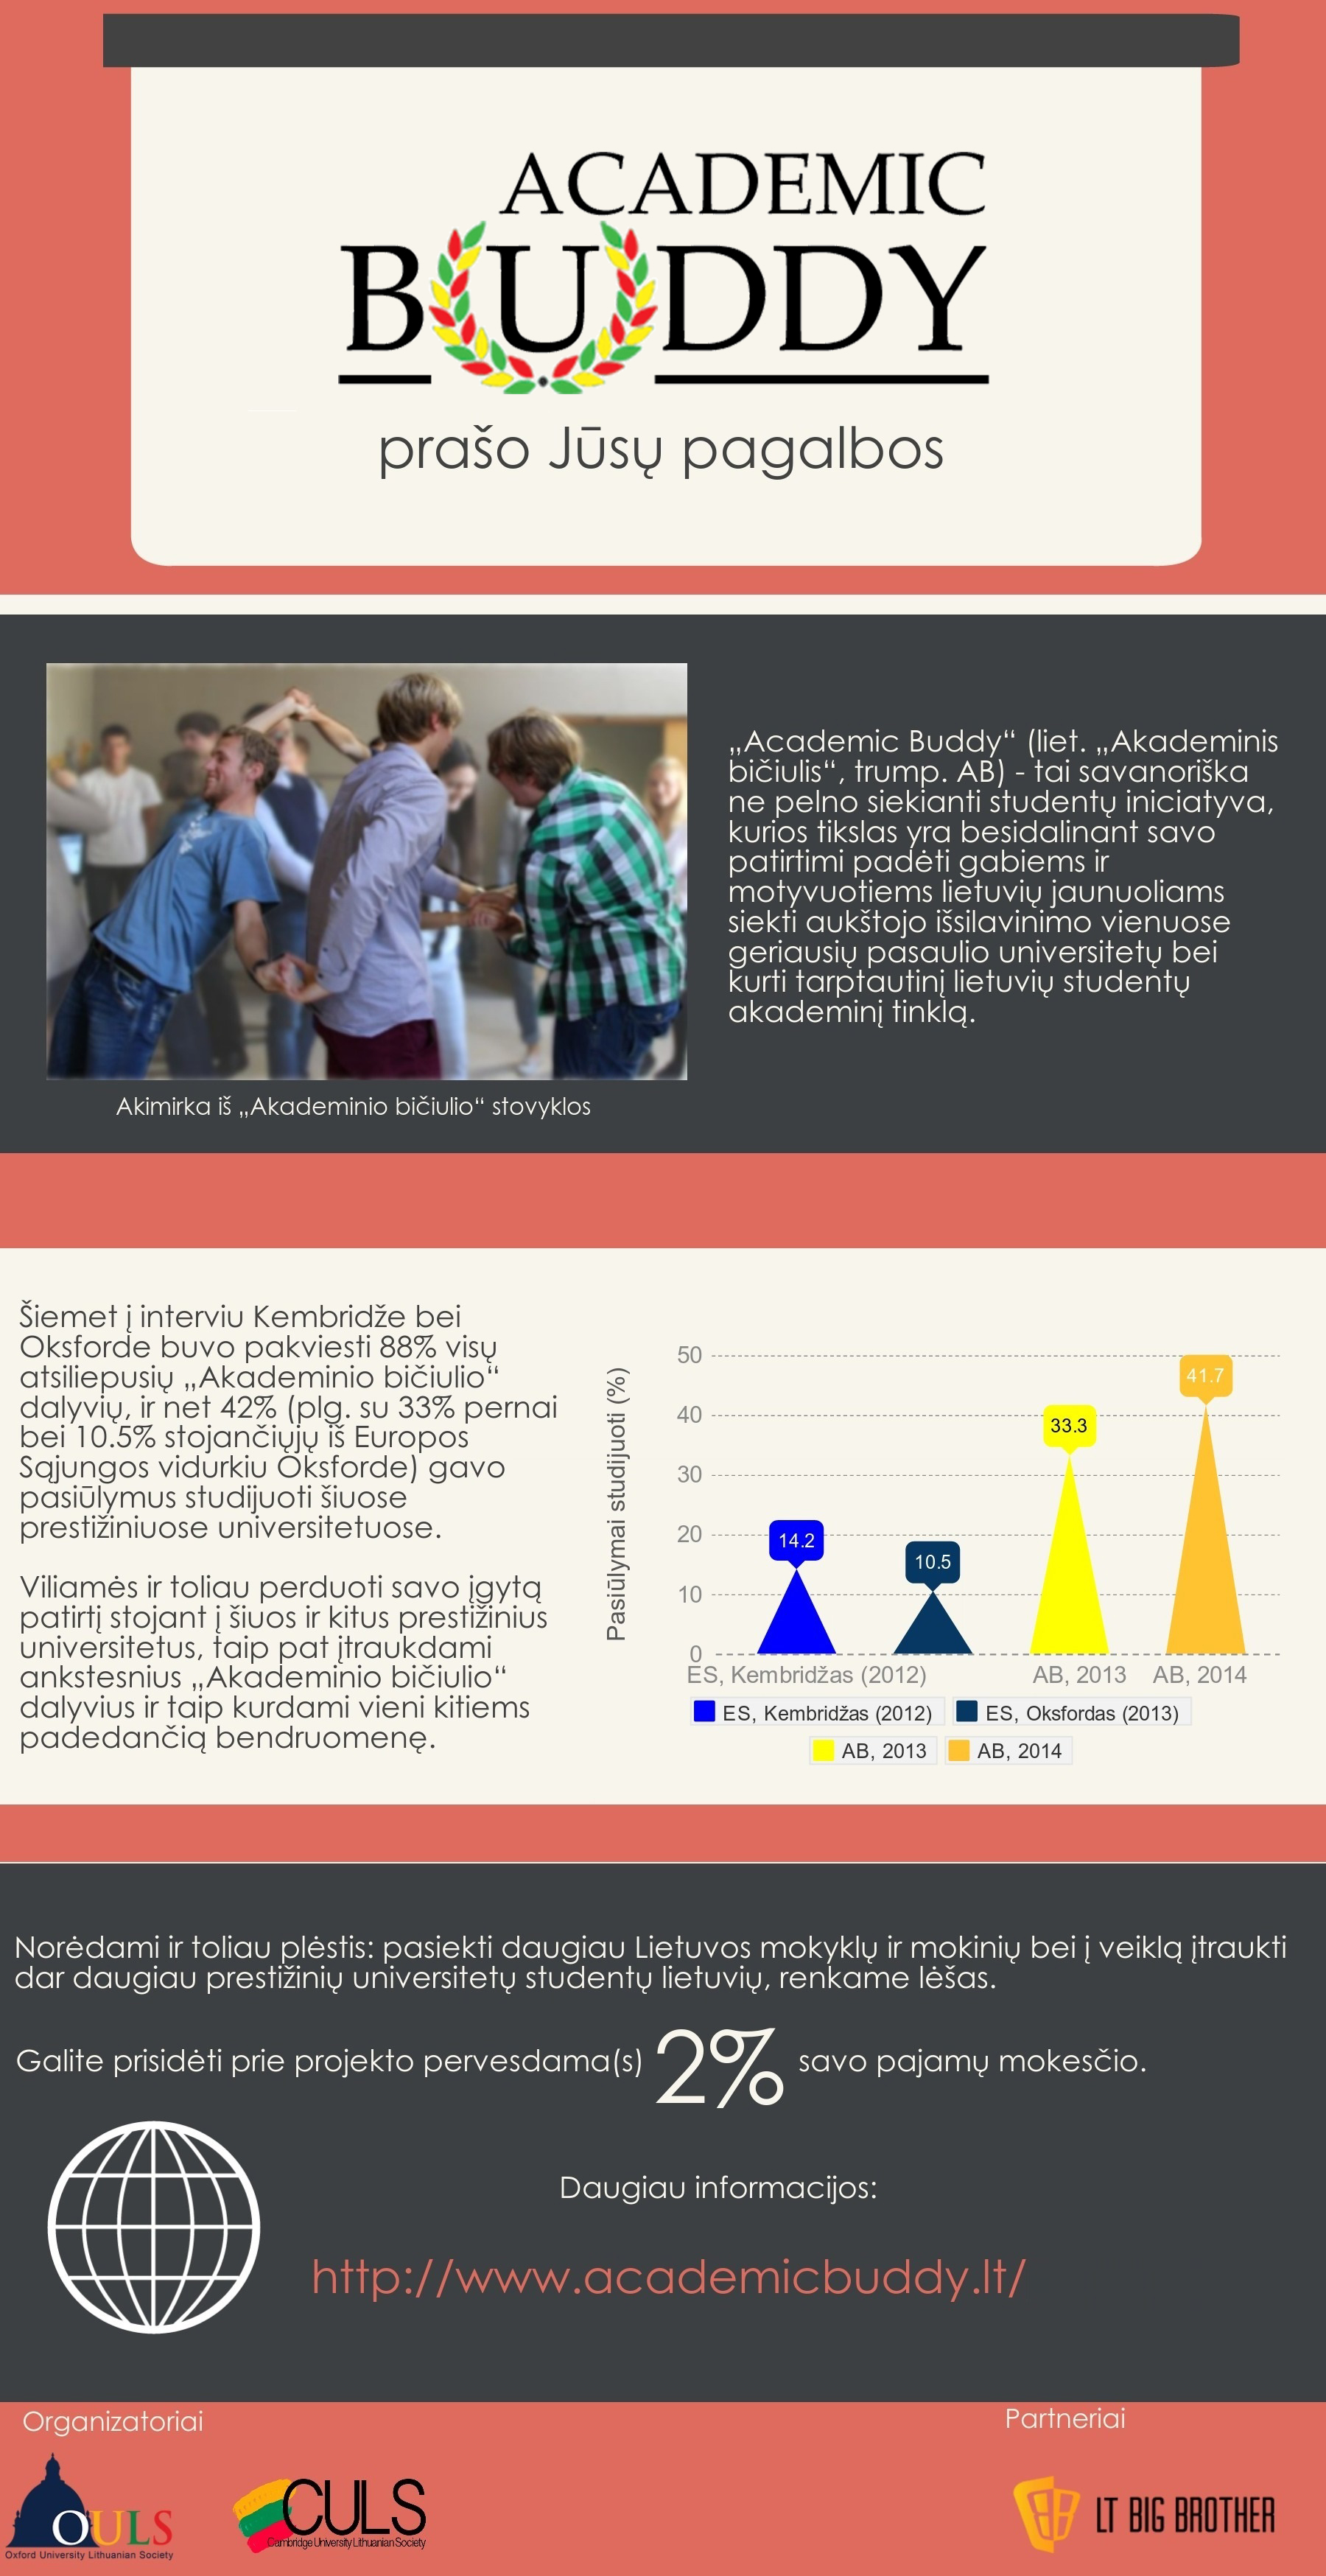 ACADEMIC
BUDDY
prašo Jūsų pagalbos
„Academic Buddy“ (liet. „Akademinis
bičiulis“, trump. AB) - tai savanoriška
ne pelno siekianti studentų iniciatyva,
kurios tikslas yra besidalinant savo
patirtimi padėti gabiems ir
motyvuotiems lietuvių jaunuoliams
siekti aukštojo išsilavinimo vienuose
geriausių pasaulio universitetų bei
kurti tarptautinį lietuvių studentų
akademinį tinklą.
Akimirka iš „Akademinio bičiulio“ stovyklos
Šiemet į interviu Kembridže bei
Oksforde buvo pakviesti 88% visų
atsiliepusių „Akademinio bičiulio“
dalyvių, ir net 42% (plg. su 33% pernai
bei 10.5% stojančiųjų iš Europos
Sąjungos vidurkiu Oksforde) gavo
pasiūlymus studijuoti šiuose
prestižiniuose universitetuose.
Viliamės ir toliau perduoti savo įgytą
patirtį stojant į šiuos ir kitus prestižinius
universitetus, taip pat įtraukdami
ankstesnius „Akademinio bičiulio“
dalyvius ir taip kurdami vieni kitiems
padedančią bendruomenę.
Pasiūlymai studijuoti (%)
50
40
30
20
10
0
14.2
10.5
33.3
41.7
ES, Kembridžas (2012) AB, 2013 AB, 2014
ES, Kembridžas (2012) ES, Oksfordas (2013)
AB, 2013 AB, 2014
Norėdami ir toliau plėstis: pasiekti daugiau Lietuvos mokyklų ir mokinių bei į veiklą įtraukti
dar daugiau prestižinių universitetų studentų lietuvių, renkame lėšas.
Galite prisidėti prie projekto pervesdama(s) 2% savo pajamų mokesčio.
Daugiau informacijos:
http://www.academicbuddy.lt/
Organizatoriai
Partneriai
OULS
Oxford University Lithuanian Society
CULS
Cambridge University Lithuanian Society
LT BIG BROTHER